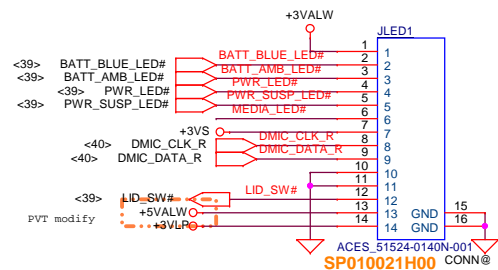 +3VALW
JLED1
<39> BATT_BLUE_LED# BATT_BLUE_LED# 1 1
<39> BATT_AMB_LED# BATT_AMB_LED# 2 2
<39> PWR_LED# PWR_LED# 3 3
<39> PWR_SUSP_LED# PWR_SUSP_LED# 4 4
MEDIA_LED# 5 5
6 6
+3VS 7 7
<40> DMIC_CLK_R DMIC_CLK_R 8 8
<40> DMIC_DATA_R DMIC_DATA_R 9 9
10 10
11 11
<39> LID_SW# LID_SW# 12 12
+5VALW 13 13 GND 15
PVT modify +3VLP 14 14 GND 16
ACES_51524-0140N-001
SP010021H00 CONN@